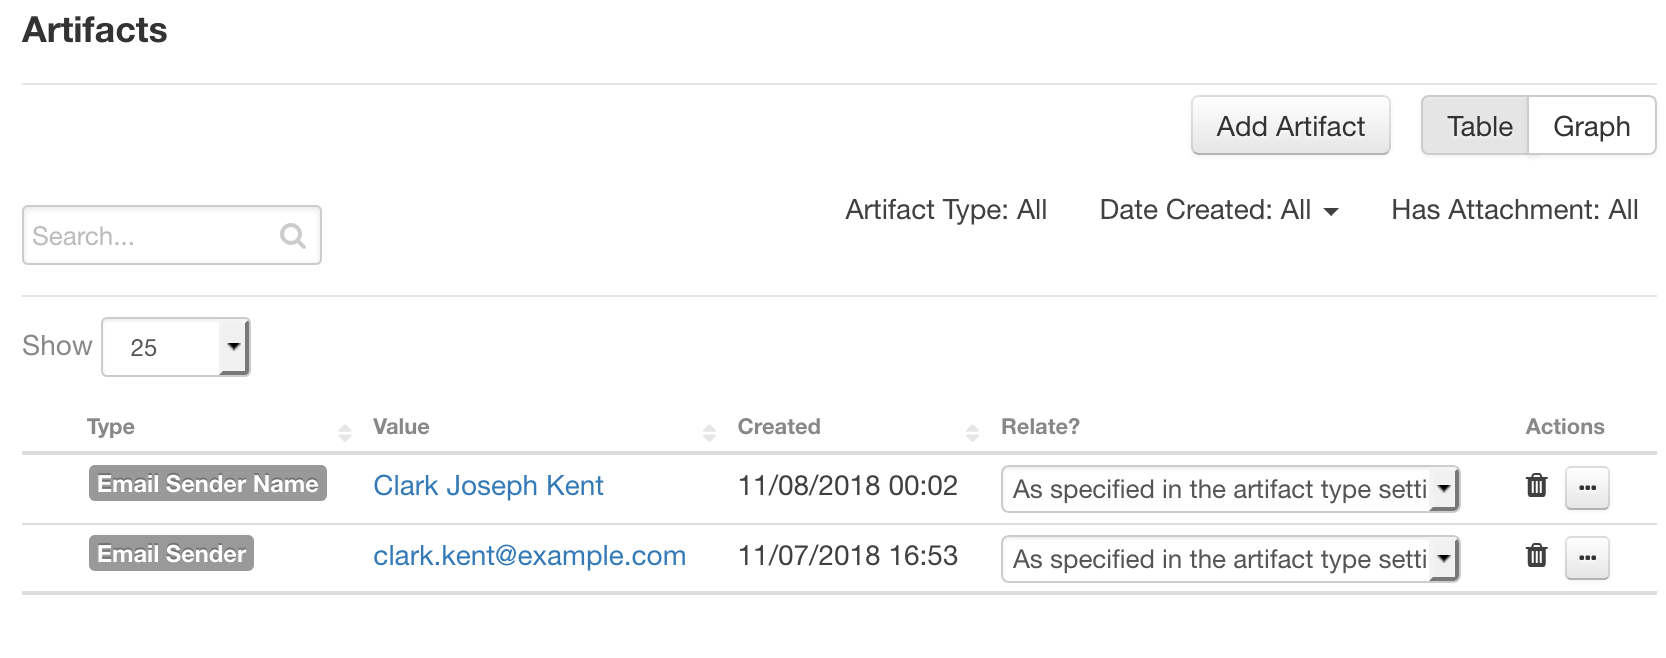 Artifacts
Add Artifact Table Graph
Artifact Type: All Date Created: All Has Attachment: All
Search...
Show 25
Type Value Created Relate? Actions
Email Sender Name Clark Joseph Kent 11/08/2018 00:02 As specified in the artifact type setti
Email Sender clark.kent@example.com 11/07/2018 16:53 As specified in the artifact type setti